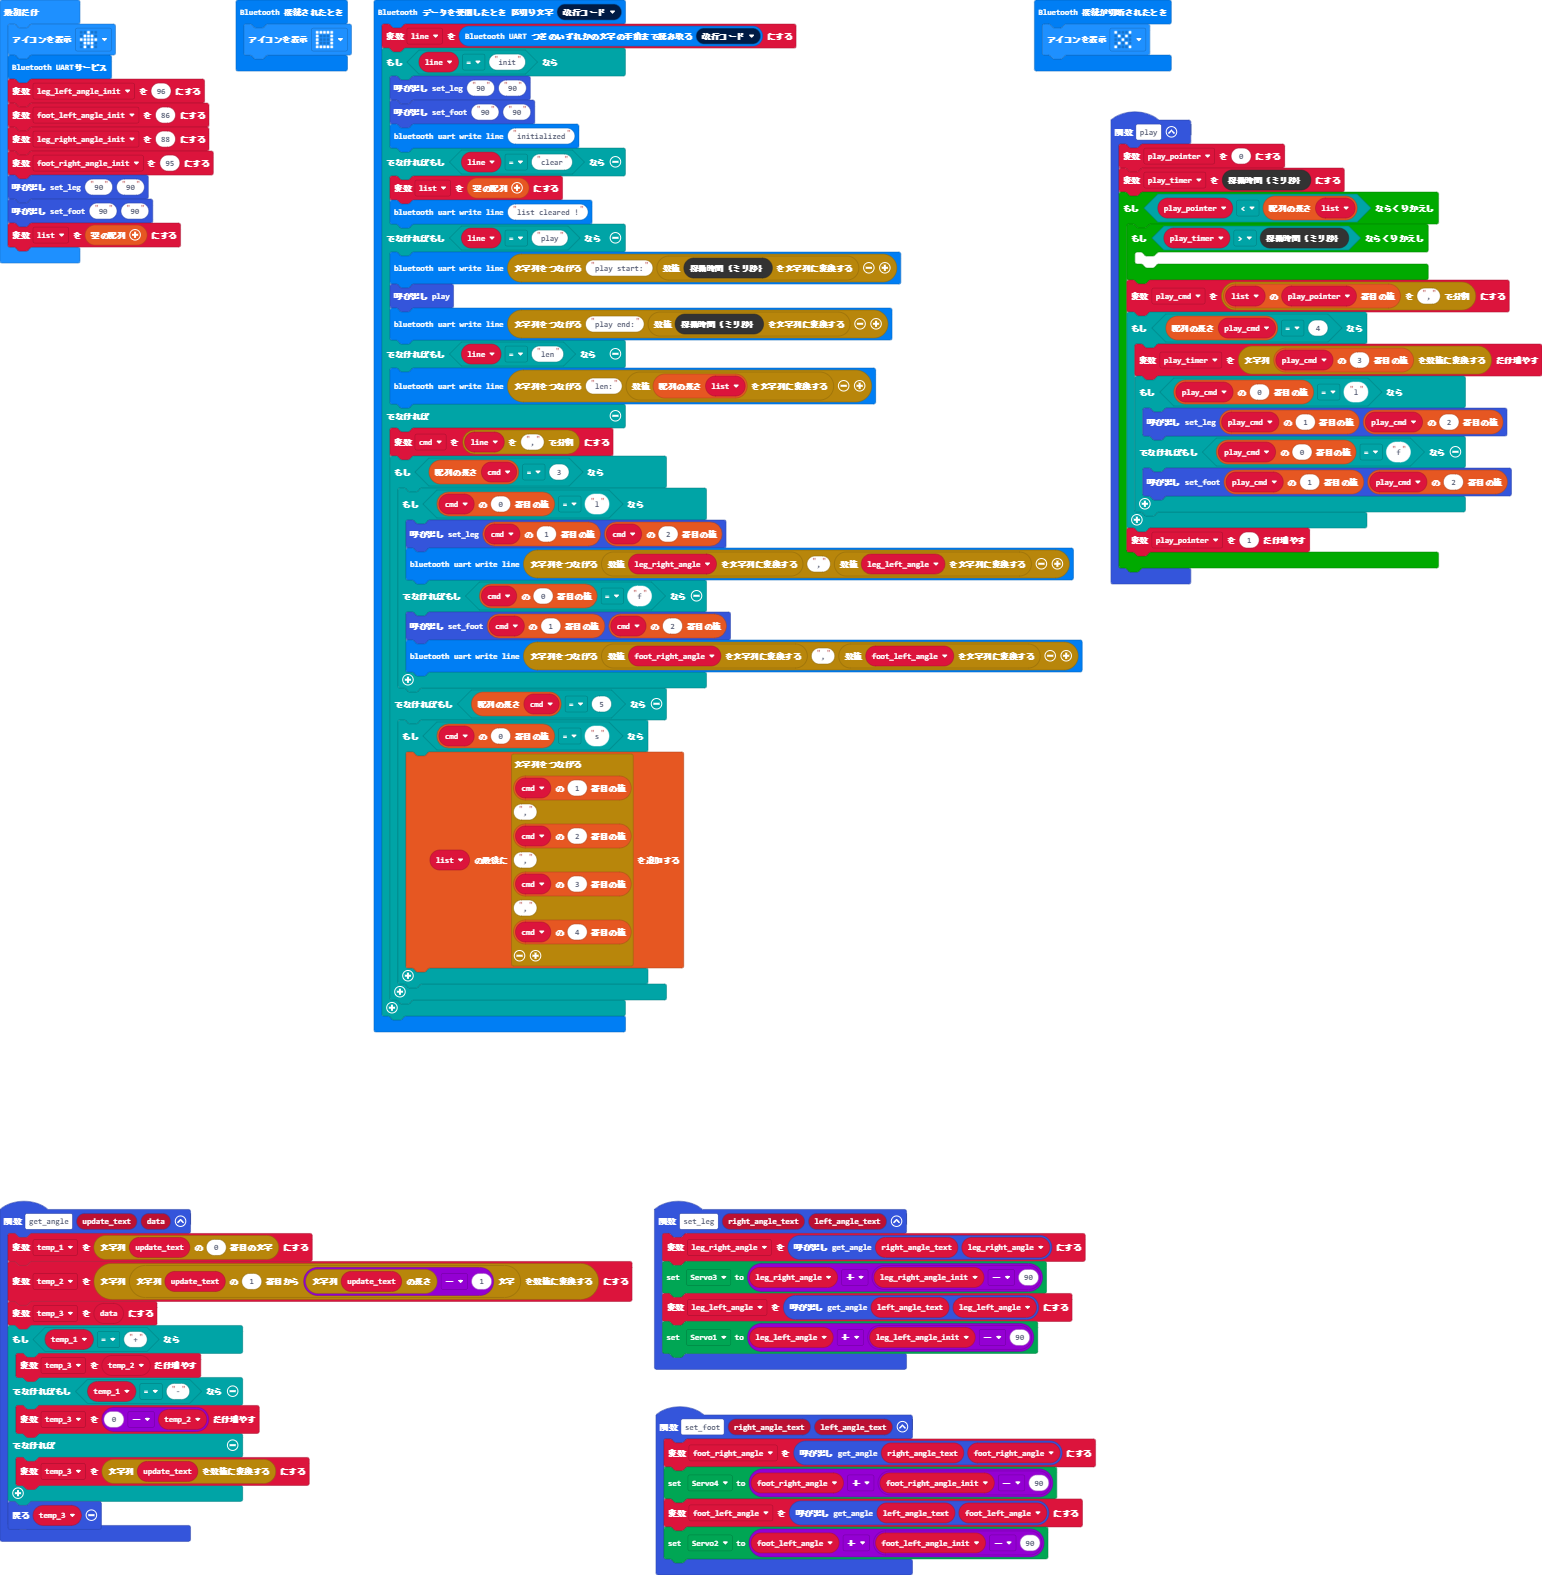 最初だけ
アイコンを表示
Bluetooth UARTサービス
変数 leg_left_angle_init を 96 にする
変数 foot_left_angle_init を 86 にする
変数 leg_right_angle_init を 88 にする
変数 foot_right_angle_init を 95 にする
呼び出し set_leg "90" "90"
呼び出し set_foot "90" "90"
変数 list を 空の配列
Bluetooth 接続されたとき
アイコンを表示
Bluetooth データを受信したとき 区切り文字 改行コード
変数 line を Bluetooth UART つぎのいずれかの文字の手前まで読み取る 改行コード にする
もし line = "init" なら
呼び出し set_leg "90" "90"
呼び出し set_foot "90" "90"
bluetooth uart write line "initialized"
でなければもし line = "clear" なら
変数 list を 空の配列 にする
bluetooth uart write line "list cleared !"
でなければもし line = "play" なら
bluetooth uart write line 文字列をつなげる "play start:" 数値 稼働時間（ミリ秒） を文字列に変換する
呼び出し play
bluetooth uart write line 文字列をつなげる "play end:" 数値 稼働時間（ミリ秒） を文字列に変換する
でなければもし line = "len" なら
bluetooth uart write line 文字列をつなげる "len:" 数値 配列の長さ list を文字列に変換する
でなければ
変数 cmd を line を "," で分割 にする
もし 配列の長さ cmd = 3 なら
もし cmd の 0 番目の値 = "l" なら
呼び出し set_leg cmd の 1 番目の値 cmd の 2 番目の値
bluetooth uart write line 文字列をつなげる 数値 leg_right_angle を文字列に変換する "," 数値 leg_left_angle を文字列に変換する
でなければもし cmd の 0 番目の値 = "f" なら
呼び出し set_foot cmd の 1 番目の値 cmd の 2 番目の値
bluetooth uart write line 文字列をつなげる 数値 foot_right_angle を文字列に変換する "," 数値 foot_left_angle を文字列に変換する
でなければもし 配列の長さ cmd = 5 なら
もし cmd の 0 番目の値 = "s" なら
文字列をつなげる
cmd の 1 番目の値
","
cmd の 2 番目の値
list の最後に "," を追加する
cmd の 3 番目の値
","
cmd の 4 番目の値
Bluetooth 接続が切断されたとき
アイコンを表示
関数 play
変数 play_pointer を 0 にする
変数 play_timer を 稼働時間（ミリ秒） にする
もし play_pointer < 配列の長さ list ならくりかえし
もし play_timer > 稼働時間（ミリ秒） ならくりかえし
変数 play_cmd を list の play_pointer 番目の値 を "," で分割 にする
もし 配列の長さ play_cmd = 4 なら
変数 play_timer を 文字列 play_cmd の 3 番目の値 を数値に変換する だけ増やす
もし play_cmd の 0 番目の値 = "l" なら
呼び出し set_leg play_cmd の 1 番目の値 play_cmd の 2 番目の値
でなければもし play_cmd の 0 番目の値 = "f" なら
呼び出し set_foot play_cmd の 1 番目の値 play_cmd の 2 番目の値
変数 play_pointer を 1 だけ増やす
関数 get_angle update_text data
変数 temp_1 を 文字列 update_text の 0 番目の文字 にする
変数 temp_2 を 文字列 文字列 update_text の 1 番目から 文字列 update_text の長さ - 1 文字 を数値に変換する にする
変数 temp_3 を data にする
もし temp_1 = "+" なら
変数 temp_3 を temp_2 だけ増やす
でなければもし temp_1 = "-" なら
変数 temp_3 を 0 - temp_2 だけ増やす
でなければ
変数 temp_3 を 文字列 update_text を数値に変換する にする
戻る temp_3
関数 set_leg right_angle_text left_angle_text
変数 leg_right_angle を 呼び出し get_angle right_angle_text leg_right_angle にする
set Servo3 to leg_right_angle + leg_right_angle_init - 90
変数 leg_left_angle を 呼び出し get_angle left_angle_text leg_left_angle にする
set Servo1 to leg_left_angle + leg_left_angle_init - 90
関数 set_foot right_angle_text left_angle_text
変数 foot_right_angle を 呼び出し get_angle right_angle_text foot_right_angle にする
set Servo4 to foot_right_angle + foot_right_angle_init - 90
変数 foot_left_angle を 呼び出し get_angle left_angle_text foot_left_angle にする
set Servo2 to foot_left_angle + foot_left_angle_init - 90